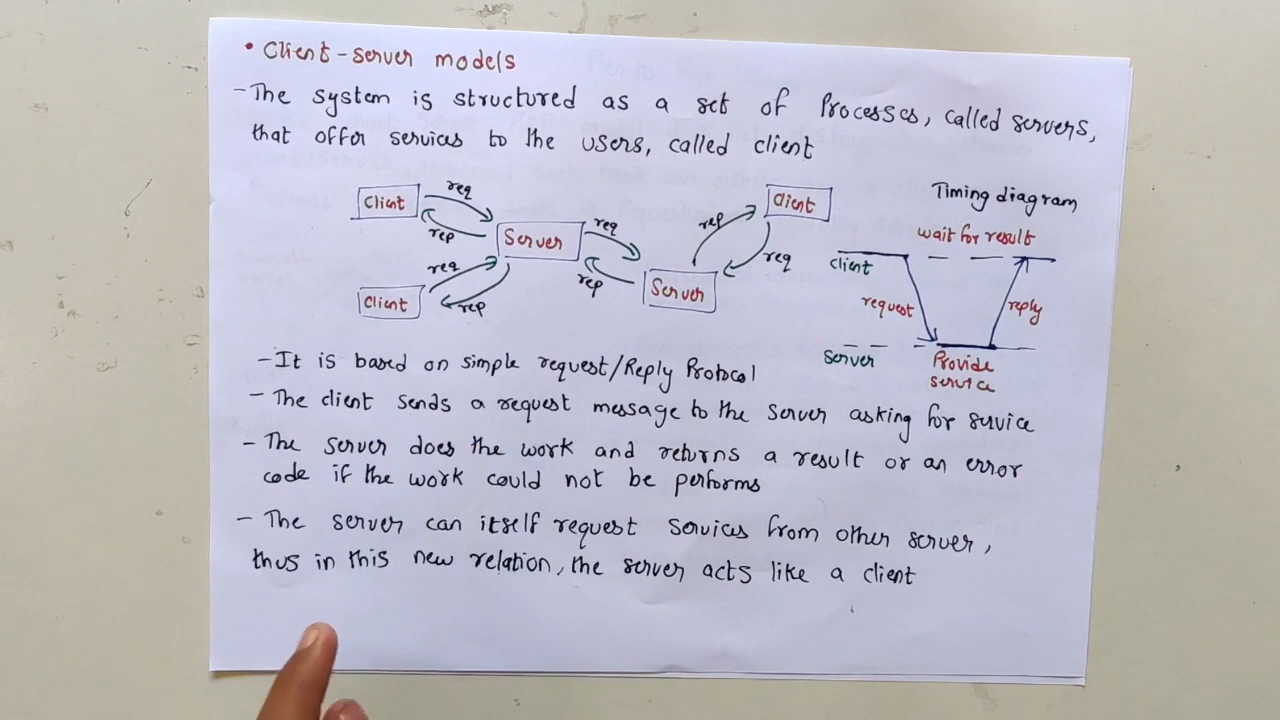 • Client-server models
- The system is structured as a set of Processes, called servers,
that offer services to the users, called client
Client
req
rep
Client
req
rep
Server
req
rep
Server
rep
req
Client
Timing diagram
wait for result
client
request
reply
server
Provide
service
- It is based on simple request/Reply Protocol
- The client sends a request message to the server asking for service
- The server does the work and returns a result or an error
code if the work could not be performs
- The server can itself request services from other server,
thus in this new relation, the server acts like a client